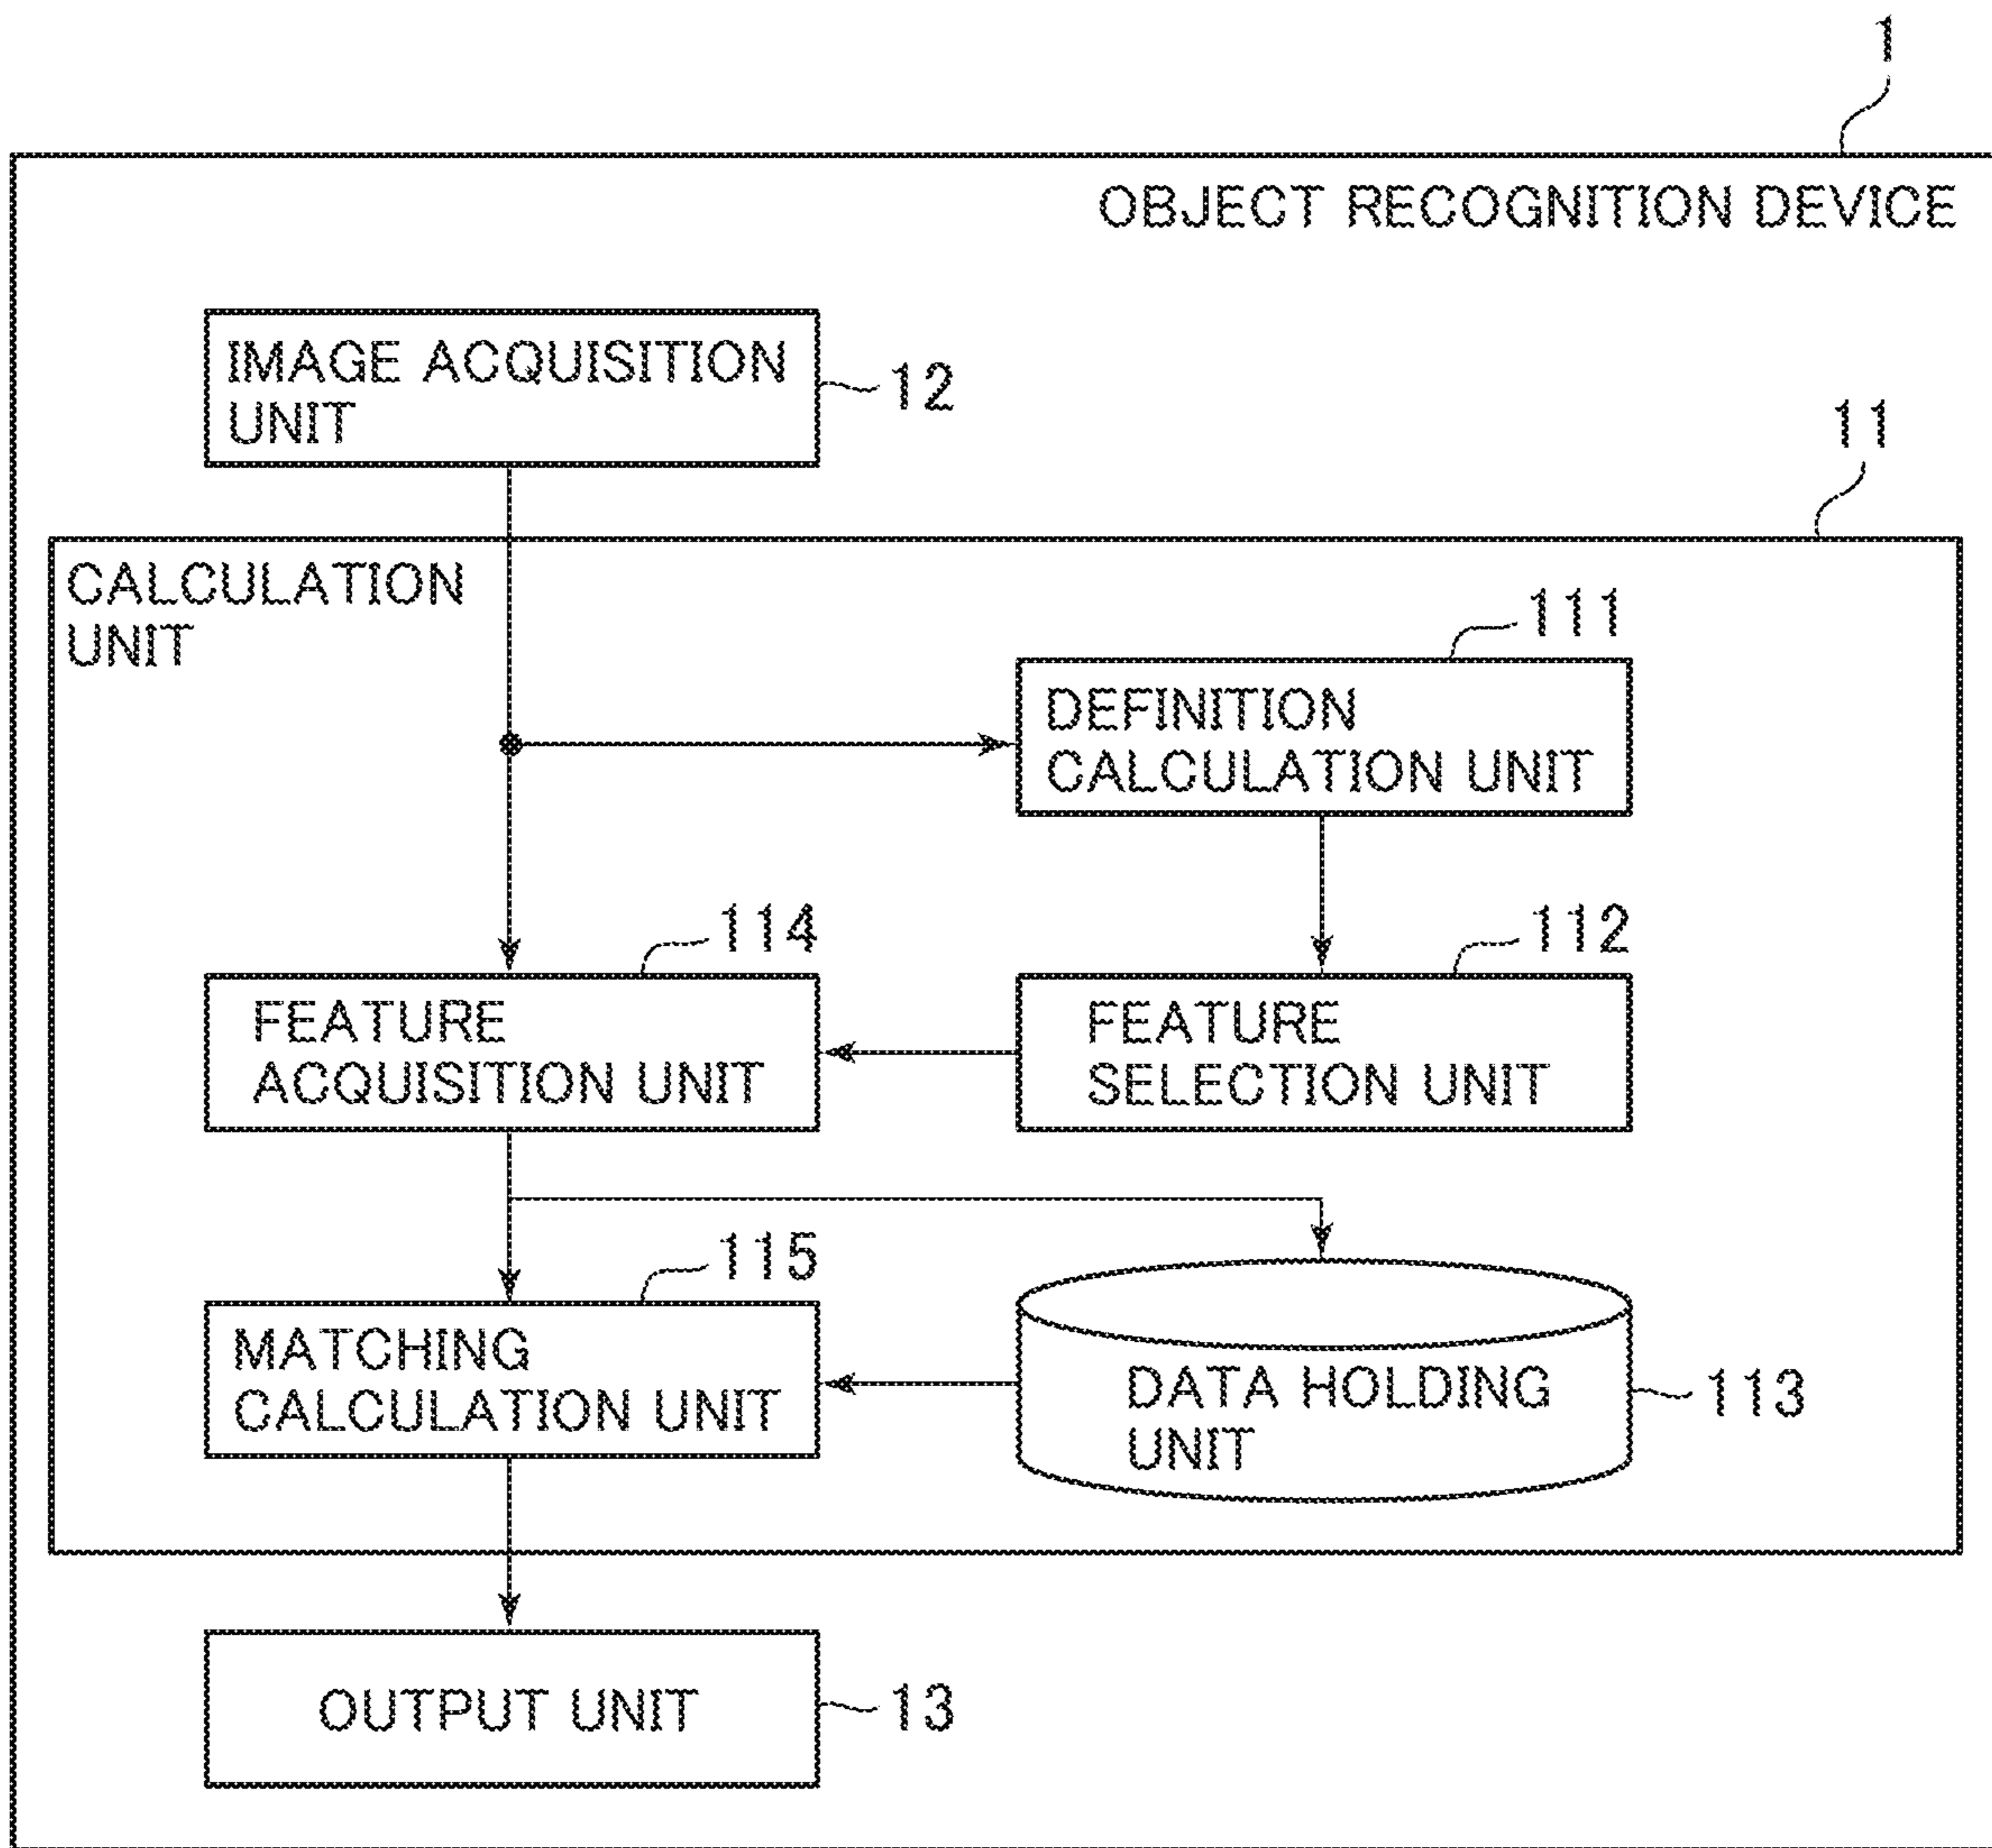 1
OBJECT RECOGNITION DEVICE
IMAGE ACQUISITION
UNIT
12
11
CALCULATION
UNIT
111
DEFINITION
CALCULATION UNIT
114
FEATURE
ACQUISITION UNIT
112
FEATURE
SELECTION UNIT
115
MATCHING
CALCULATION UNIT
DATA HOLDING
UNIT
113
OUTPUT UNIT
13